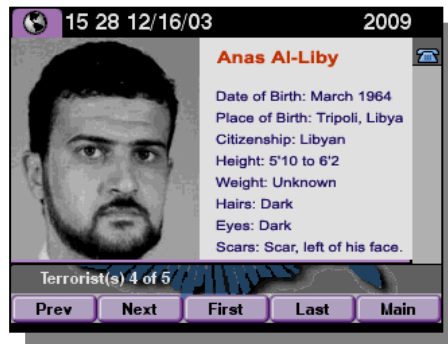 15 28 12/16/03 2009
Anas Al-Liby
Date of Birth: March 1964
Place of Birth: Tripoli, Libya
Citizenship: Libyan
Height: 5'10 to 6'2
Weight: Unknown
Hairs: Dark
Eyes: Dark
Scars: Scar, left of his face.
Terrorist(s) 4 of 5
Prev Next First Last Main